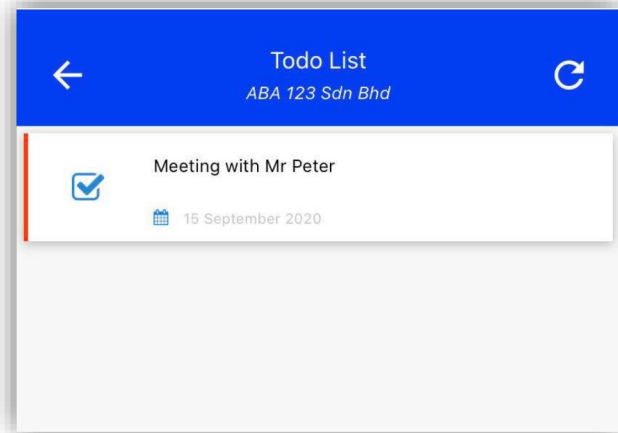 Todo List
ABA 123 Sdn Bhd
Meeting with Mr Peter
15 September 2020